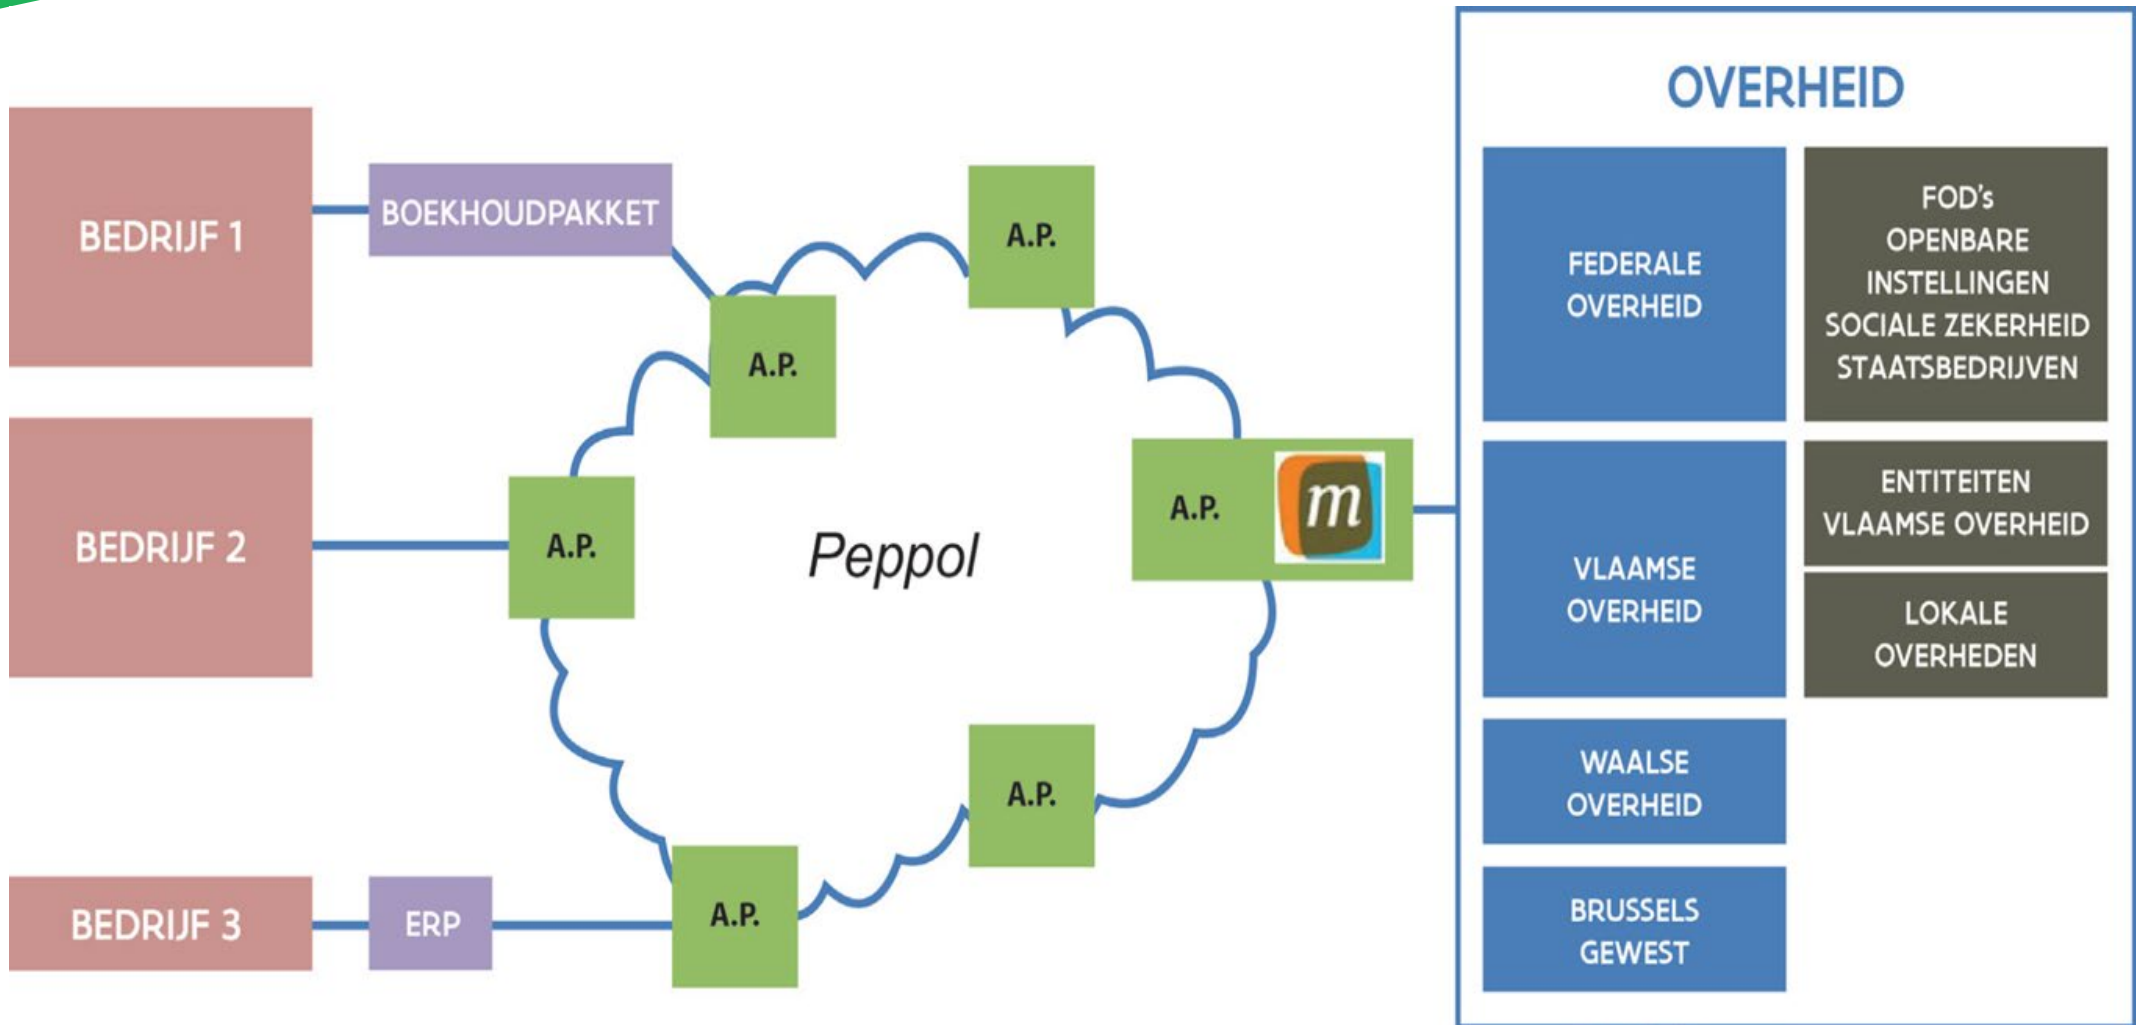 BEDRIJF 1
BOEKHOUDPAKKET
A.P.
A.P.
BEDRIJF 2
A.P.
Peppol
A.P.
m
BEDRIJF 3
ERP
A.P.
A.P.
OVERHEID
FEDERALE
OVERHEID
FOD's
OPENBARE
INSTELLINGEN
SOCIALE ZEKERHEID
STAATSBEDRIJVEN
VLAAMSE
OVERHEID
ENTITEITEN
VLAAMSE OVERHEID
LOKALE
OVERHEDEN
WAALSE
OVERHEID
BRUSSELS
GEWEST